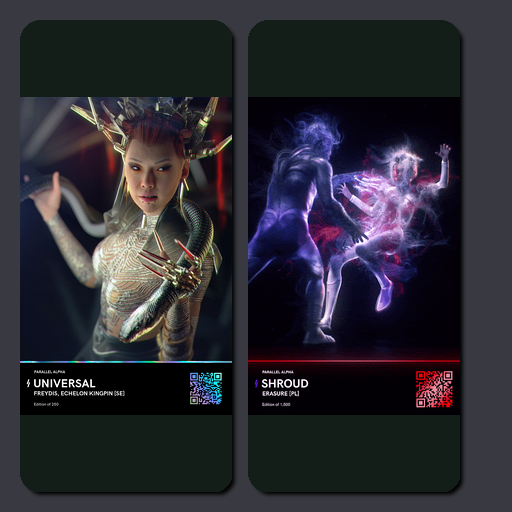 PARALLEL ALPHA
UNIVERSAL
FREYDIS, ECHELON KINGPIN [SE]
Edition of 250
PARALLEL ALPHA
SHROUD
ERASURE [PL]
Edition of 1,500